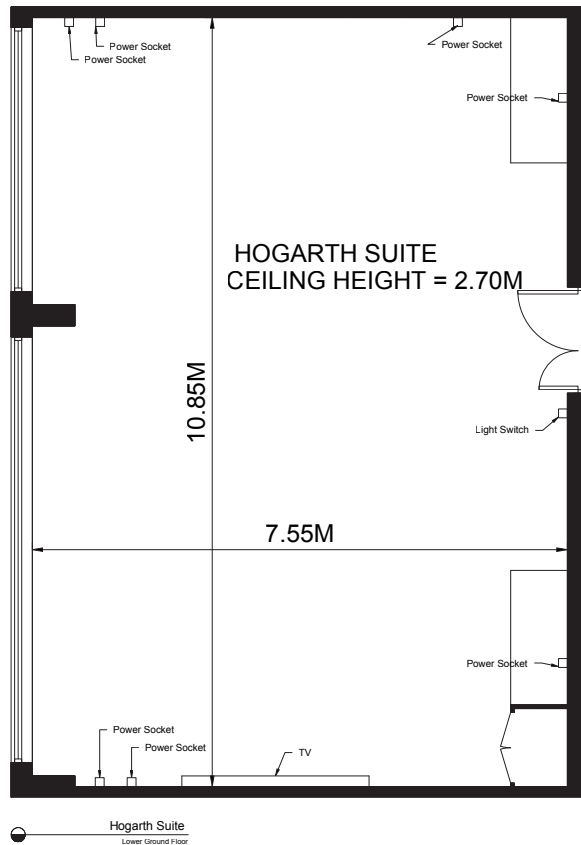 Power Socket
Power Socket
Power Socket
Power Socket
HOGARTH SUITE
CEILING HEIGHT = 2.70M
10.85M
Light Switch
7.55M
Power Socket
Power Socket
Power Socket
TV
Hogarth Suite
Lower Ground Floor